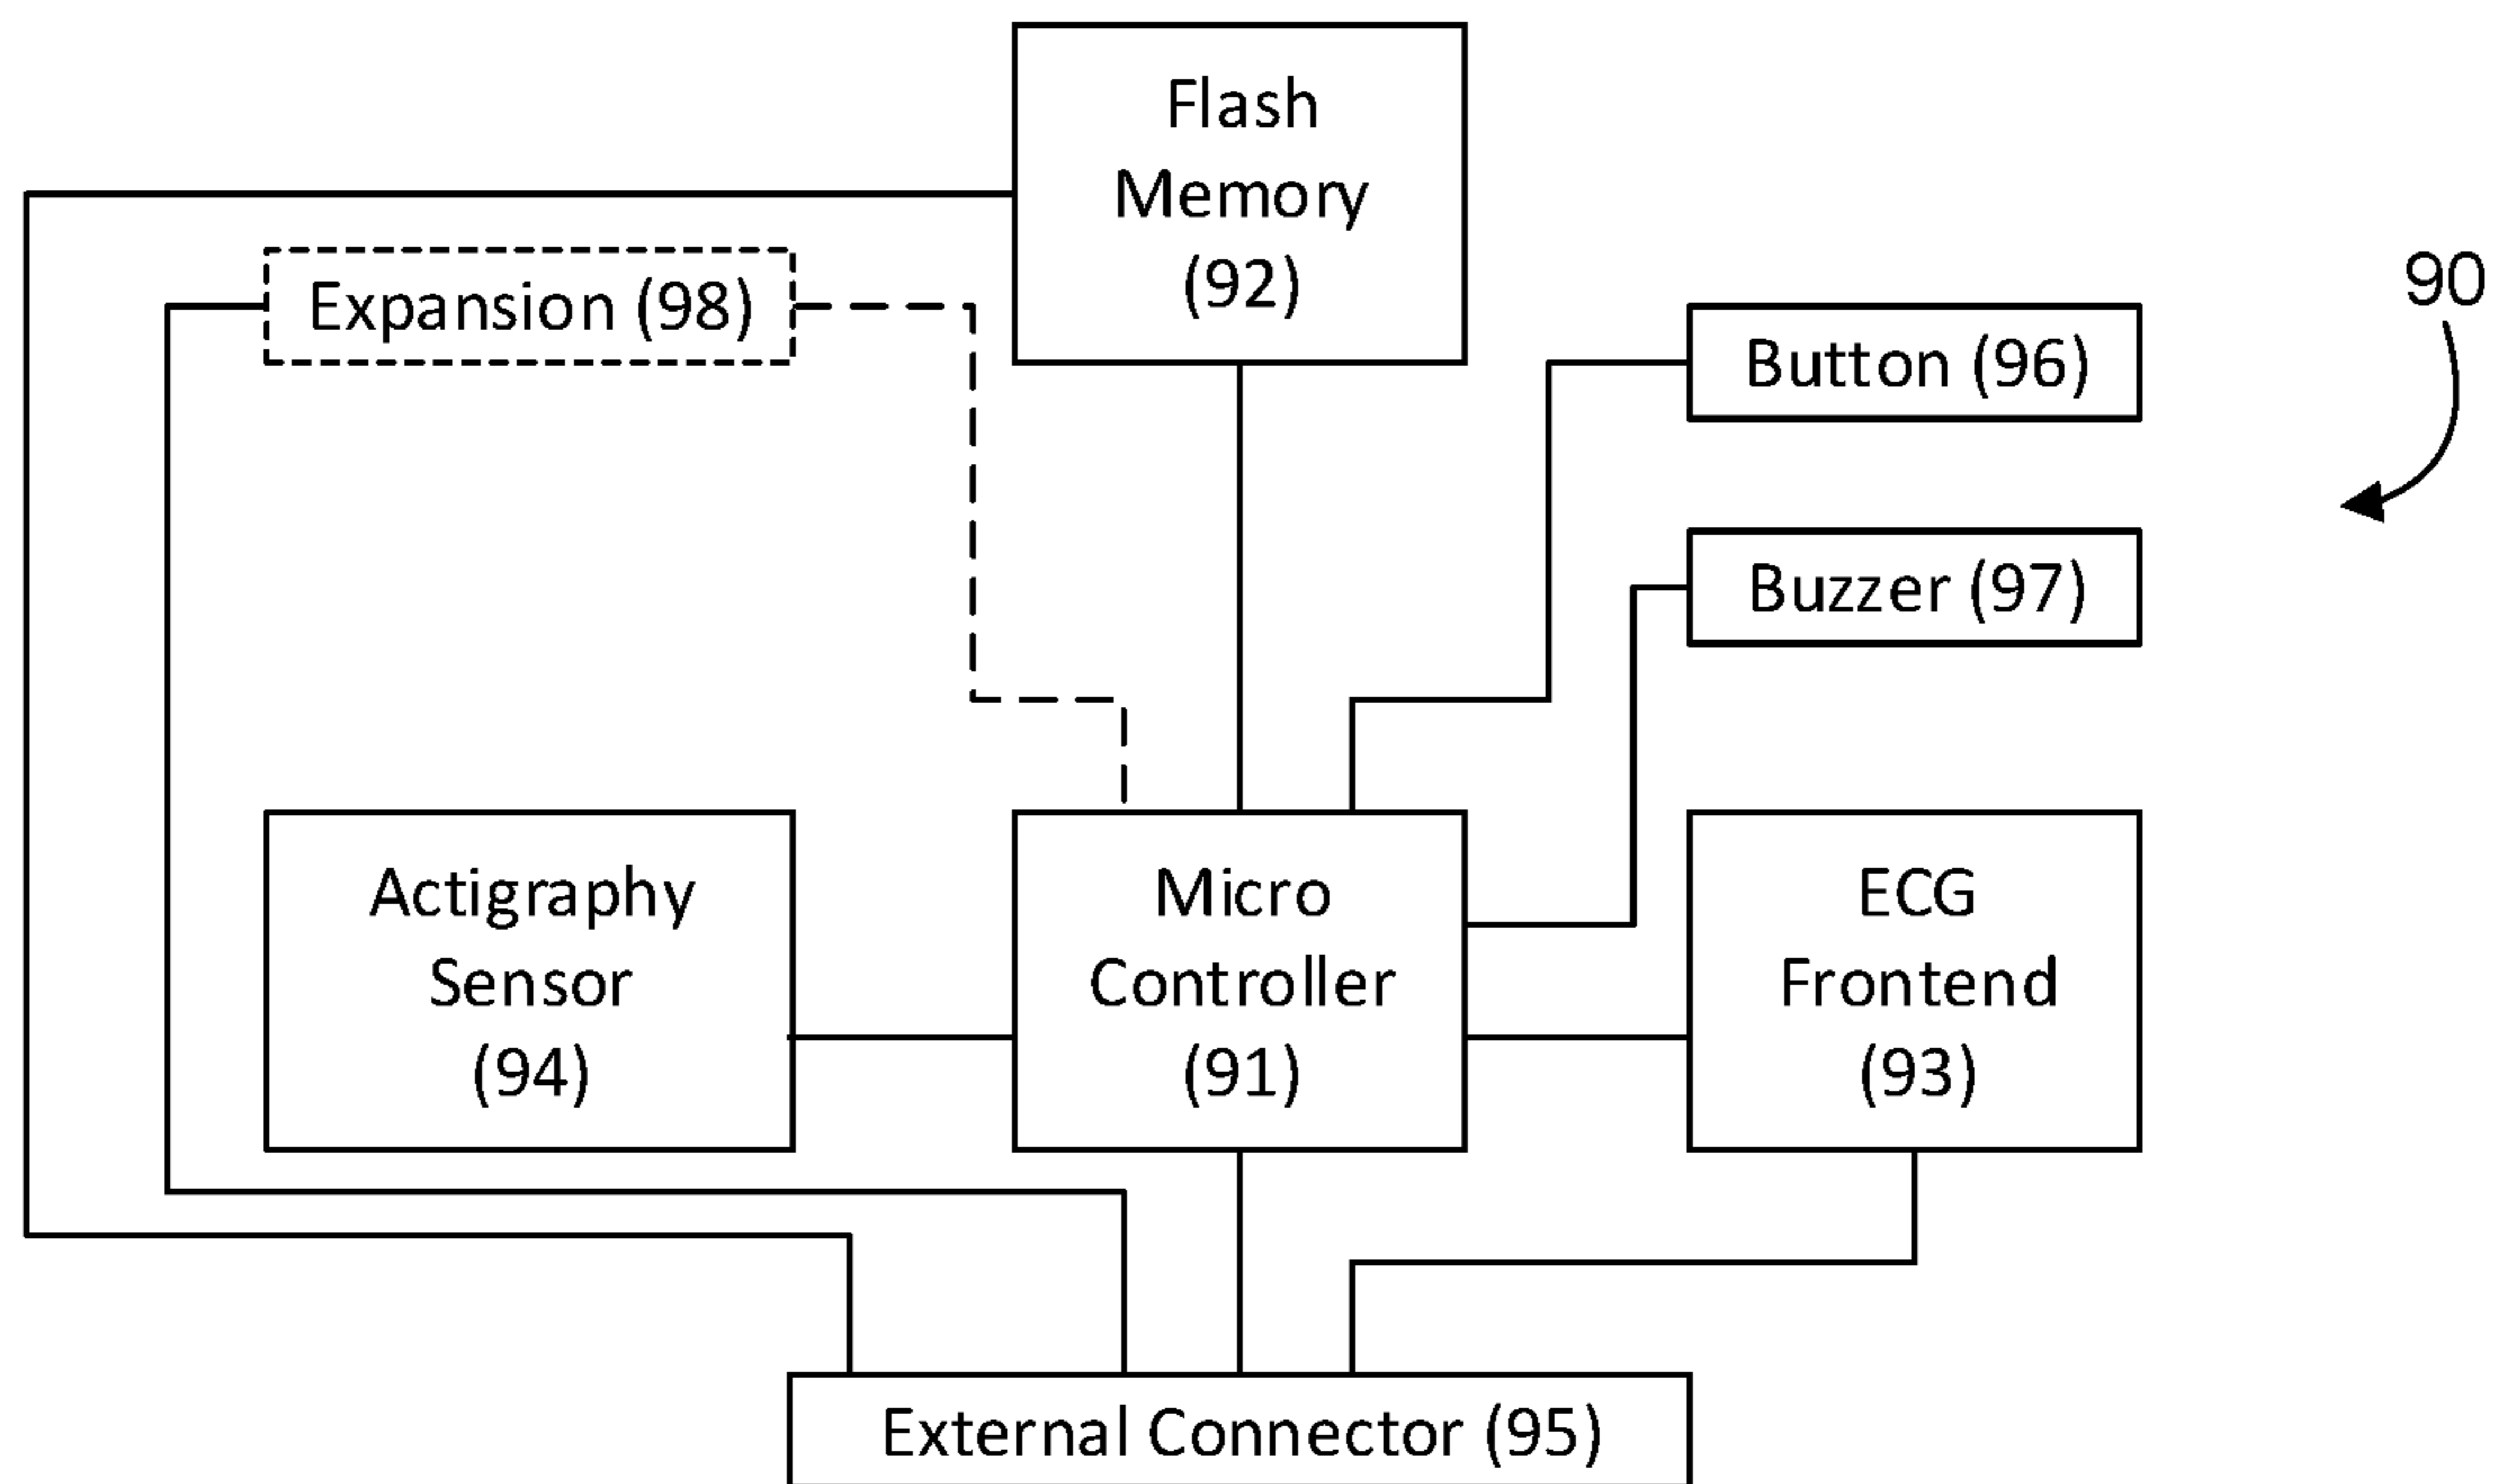 Flash
Memory
(92)
Expansion (98)
90
Button (96)
Buzzer (97)
Actigraphy
Sensor
(94)
Micro
Controller
(91)
ECG
Frontend
(93)
External Connector (95)